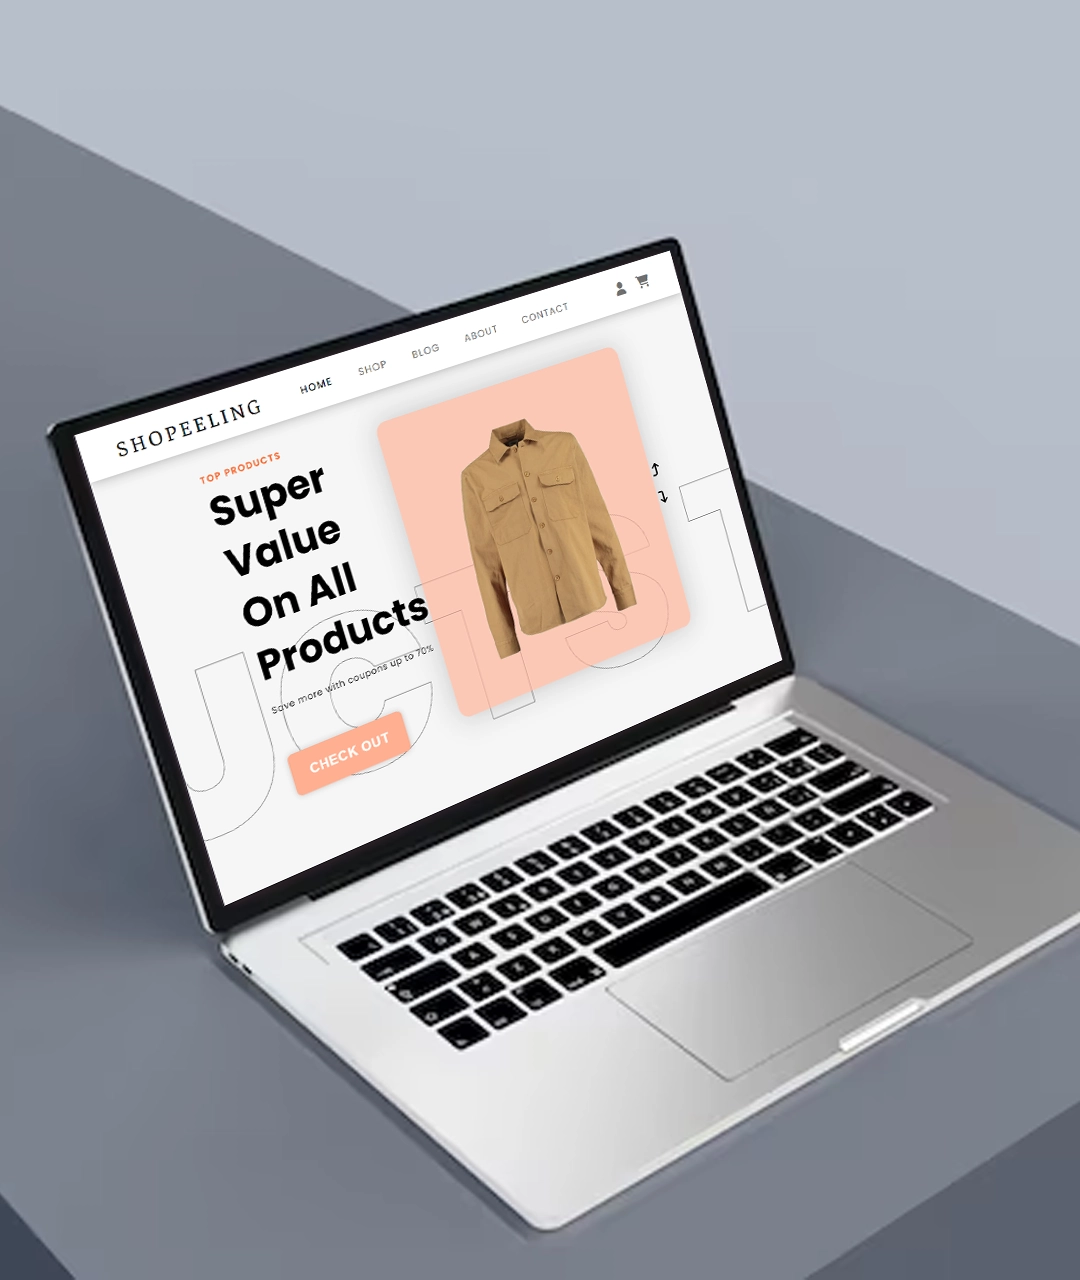 SHOPEELING
HOME SHOP BLOG ABOUT CONTACT
TOP PRODUCTS
Super
Value
On All
Products
Save more with coupons up to 70%
CHECK OUT